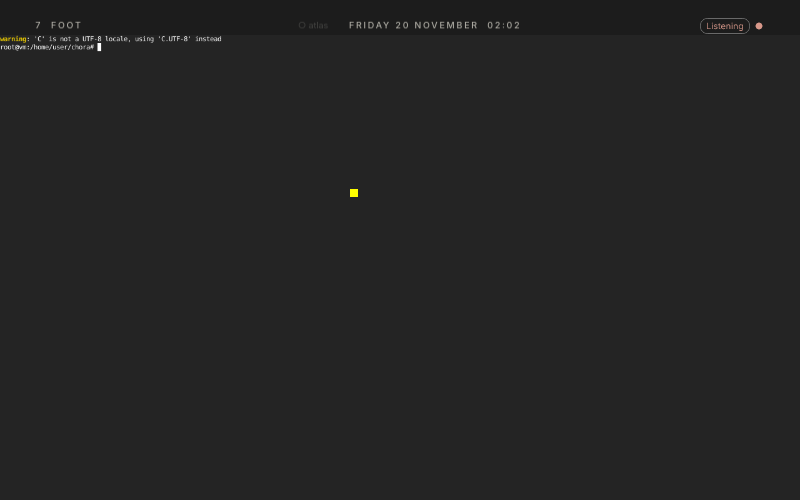 7 FOOT
atlas
FRIDAY 20 NOVEMBER 02:02
Listening
warning: 'C' is not a UTF-8 locale, using 'C.UTF-8' instead
root@vm:/home/user/chora#